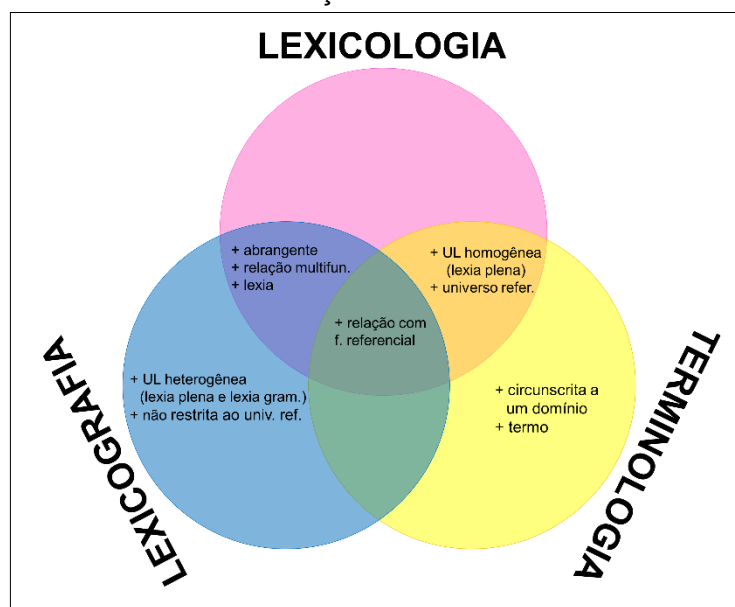 LEXICOLOGIA
+ abrangente
+ relação multifun.
+ lexia
+ UL homogênea
(lexia plena)
+ universo refer.
+ relação com
f. referencial
LEXICOGRAFIA
+ UL heterogênea
(lexia plena e lexia gram.)
+ não restrita ao univ. ref.
+ circunscrita a
um domínio
+ termo
TERMINOLOGIA